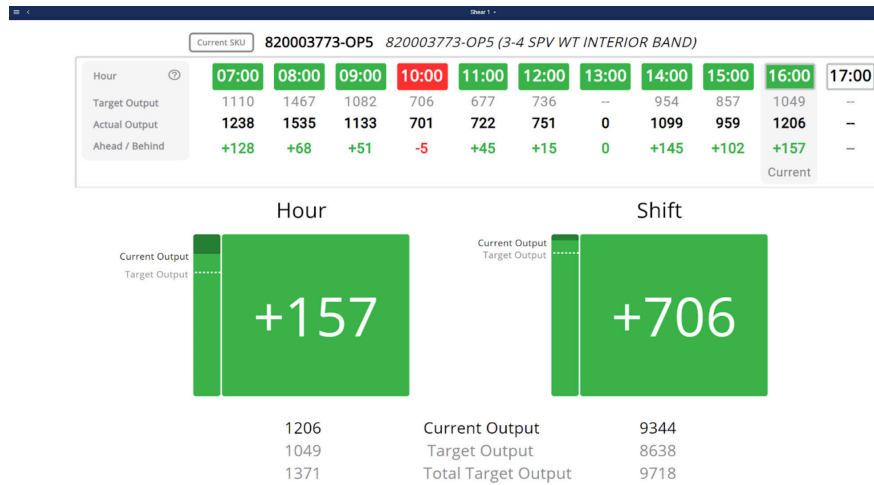 Shear 1
Current SKU 820003773-OP5 820003773-OP5 (3-4 SPV WT INTERIOR BAND)
Hour ? 07:00 08:00 09:00 10:00 11:00 12:00 13:00 14:00 15:00 16:00 17:00
Target Output 1110 1467 1082 706 677 736 -- 954 857 1049 --
Actual Output 1238 1535 1133 701 722 751 0 1099 959 1206 --
Ahead / Behind +128 +68 +51 -5 +45 +15 0 +145 +102 +157 --
Current
Hour Shift
Current Output Current Output
Target Output Target Output
+157 +706
1206 Current Output 9344
1049 Target Output 8638
1371 Total Target Output 9718